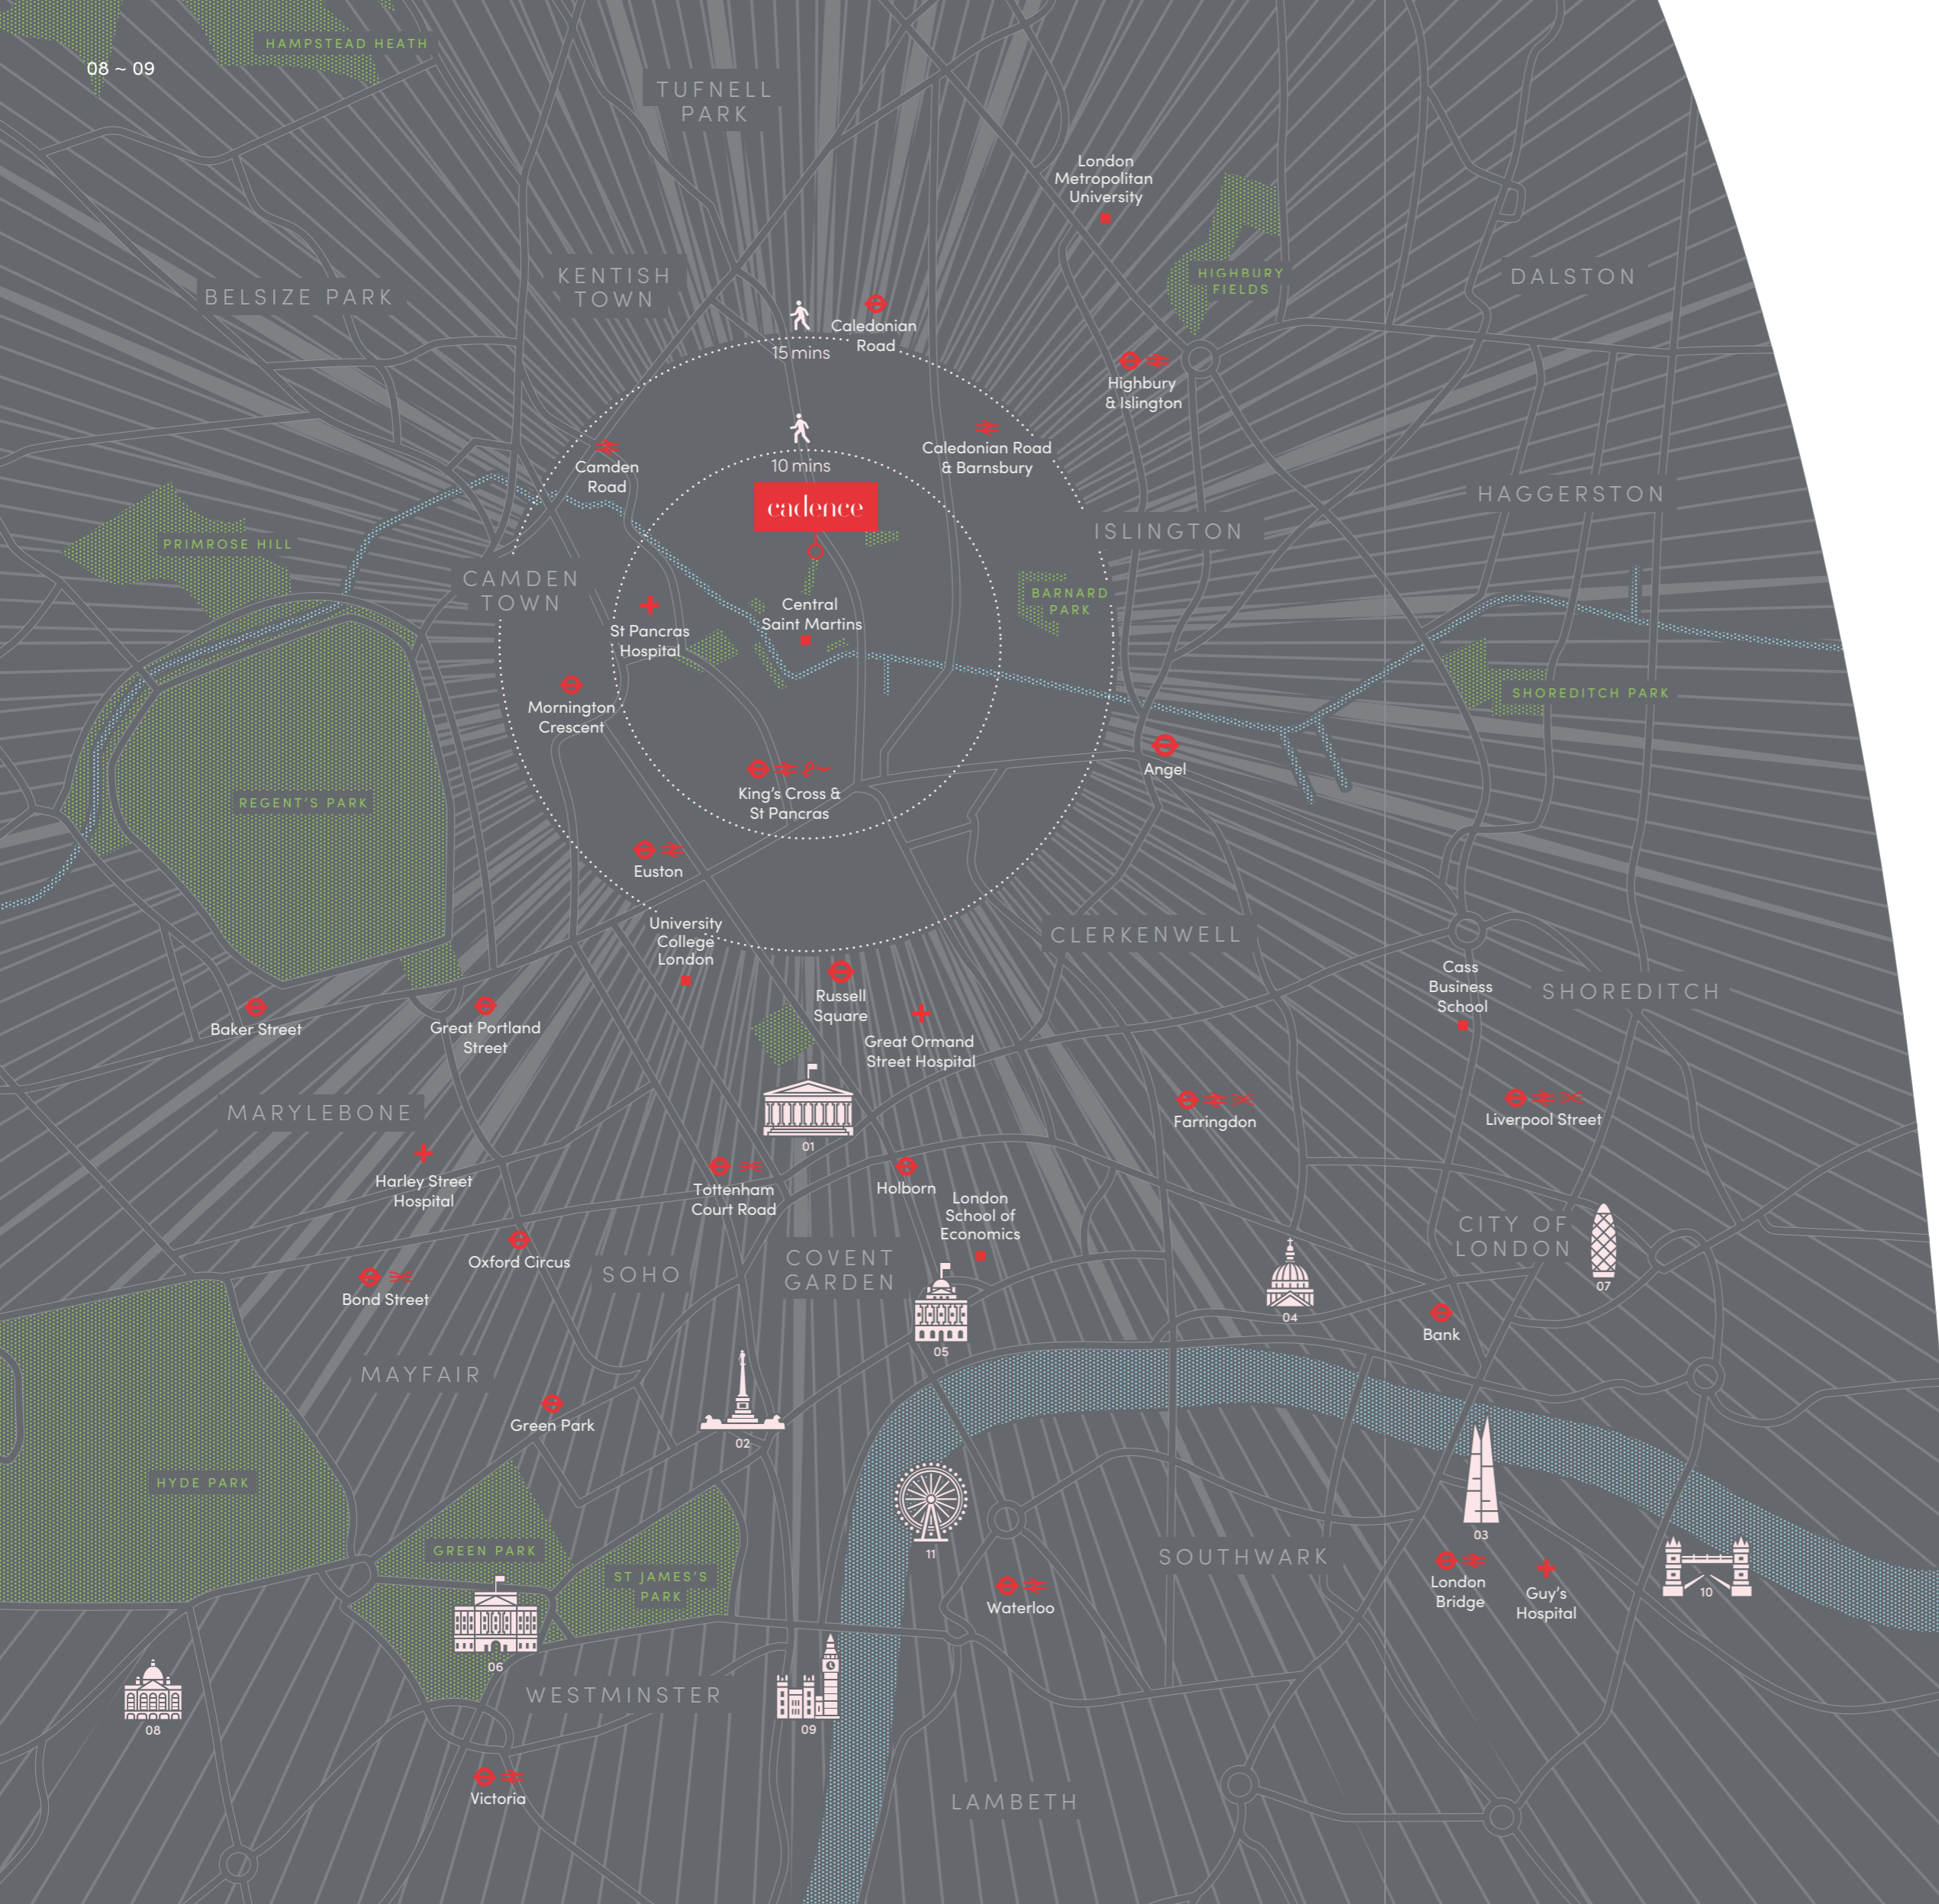 HAMPSTEAD HEATH
08 ~ 09
TUFNELL
PARK
London
Metropolitan
University
BELSIZE PARK
KENTISH
TOWN
HIGHBURY
FIELDS
DALSTON
Caledonian
Road
15 mins
Highbury
& Islington
Camden
Road
10 mins
Caledonian Road
& Barnsbury
cadence
HAGGERSTON
ISLINGTON
PRIMROSE HILL
CAMDEN
TOWN
BARNARD
PARK
Central
Saint Martins
St Pancras
Hospital
SHOREDITCH PARK
Mornington
Crescent
Angel
REGENT'S PARK
King's Cross &
St Pancras
Euston
University
College
London
CLERKENWELL
Cass
Business
School
SHOREDITCH
Russell
Square
Baker Street
Great Portland
Street
Great Ormand
Street Hospital
MARYLEBONE
01
Farringdon
Liverpool Street
Harley Street
Hospital
Tottenham
Court Road
Holborn
London
School of
Economics
CITY OF
LONDON
Oxford Circus
SOHO
COVENT
GARDEN
07
Bond Street
04
Bank
05
MAYFAIR
Green Park
02
HYDE PARK
03
GREEN PARK
11
SOUTHWARK
ST JAMES'S
PARK
London
Bridge
Guy's
Hospital
10
Waterloo
06
WESTMINSTER
08
09
Victoria
LAMBETH